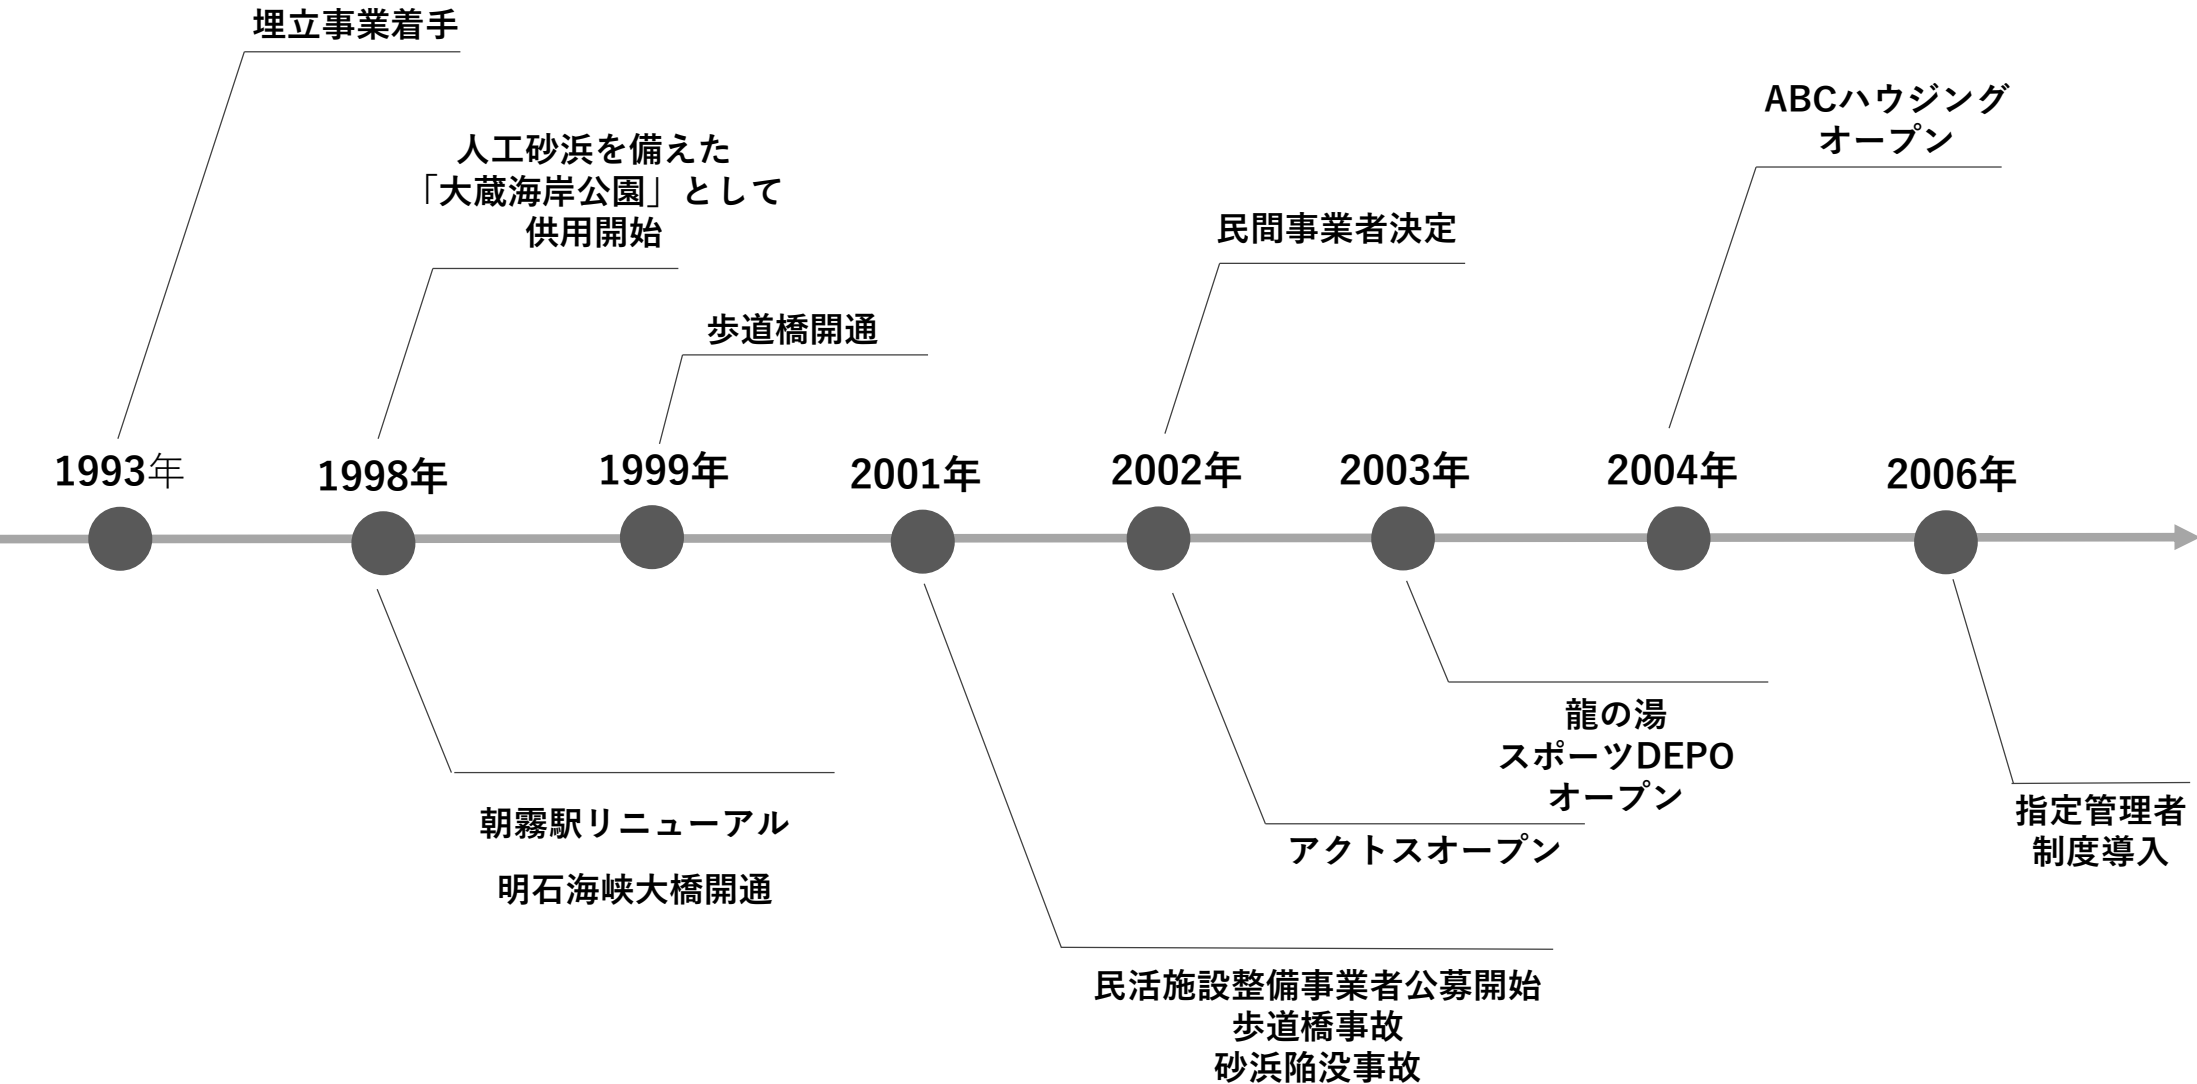 埋立事業着手
人工砂浜を備えた
「大蔵海岸公園」として
供用開始
歩道橋開通
民間事業者決定
ABCハウジング
オープン
1993年
1998年
1999年
2001年
2002年
2003年
2004年
2006年
朝霧駅リニューアル
明石海峡大橋開通
民活施設整備事業者公募開始
歩道橋事故
砂浜陥没事故
アクトスオープン
龍の湯
スポーツDEPO
オープン
指定管理者
制度導入